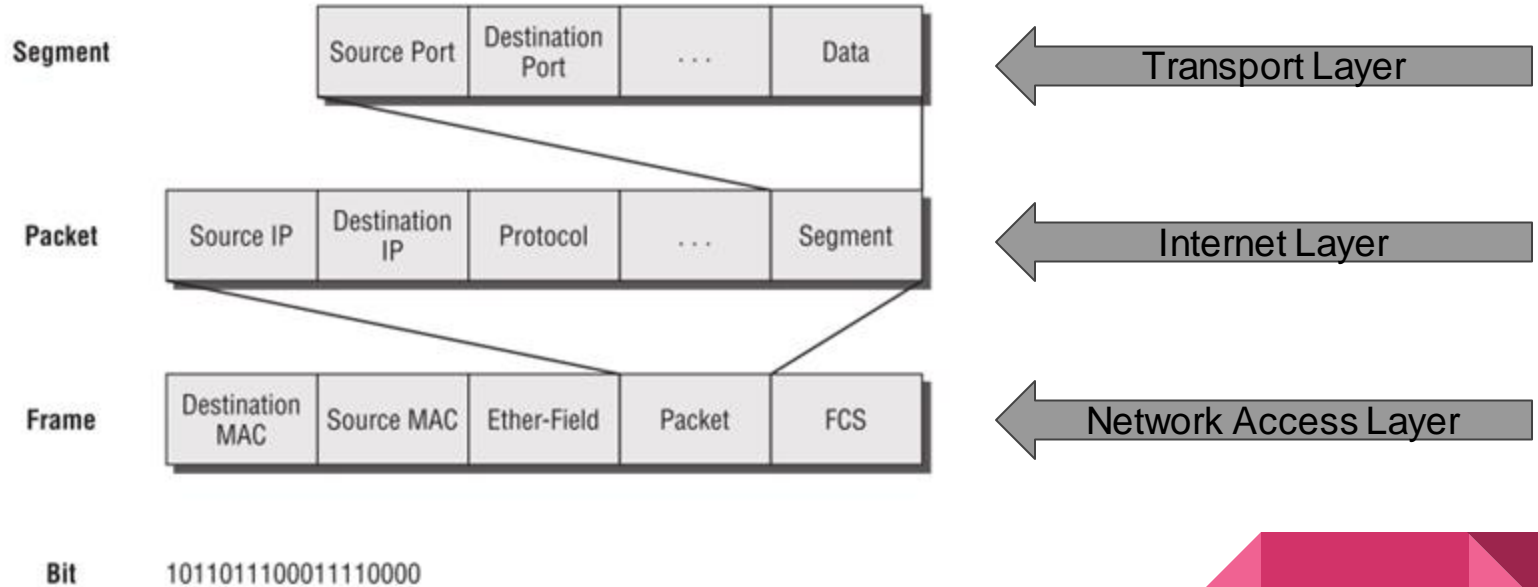 Segment
Source Port
Destination
Port
. . .
Data
Transport Layer
Packet
Source IP
Destination
IP
Protocol
. . .
Segment
Internet Layer
Frame
Destination
MAC
Source MAC
Ether-Field
Packet
FCS
Network Access Layer
Bit
1011011100011110000